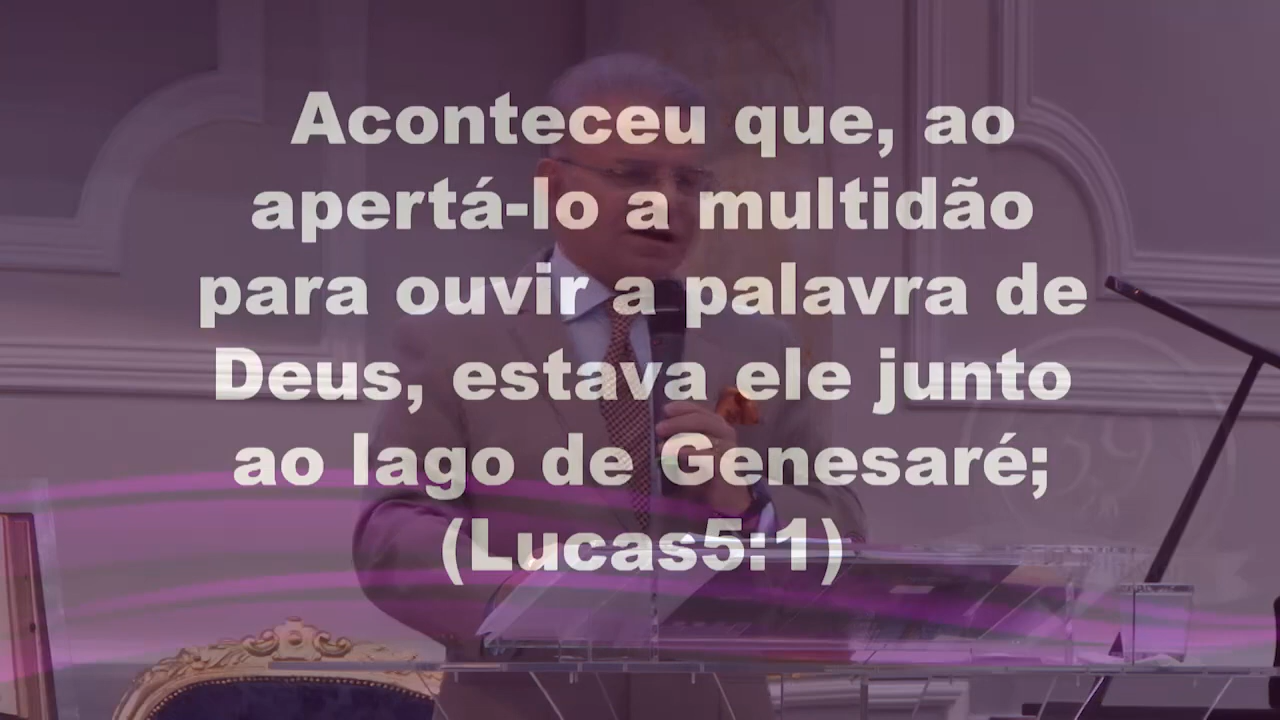 Aconteceu que, ao
apertá-lo a multidão
para ouvir a palavra de
Deus, estava ele junto
ao lago de Genesaré;
(Lucas5:1)
39